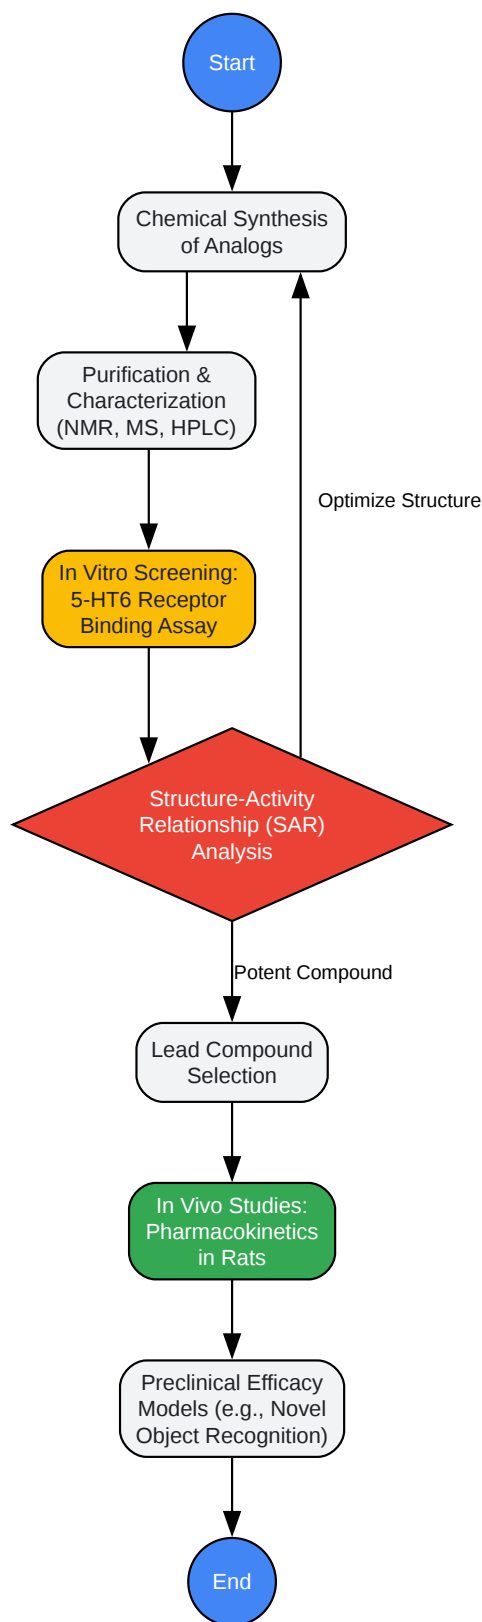 Start
Chemical Synthesis
of Analogs
Purification &
Characterization
(NMR, MS, HPLC)
Optimize Structure
In Vitro Screening:
5-HT6 Receptor
Binding Assay
Structure-Activity
Relationship (SAR)
Analysis
Potent Compound
Lead Compound
Selection
In Vivo Studies:
Pharmacokinetics
in Rats
Preclinical Efficacy
Models (e.g., Novel
Object Recognition)
End